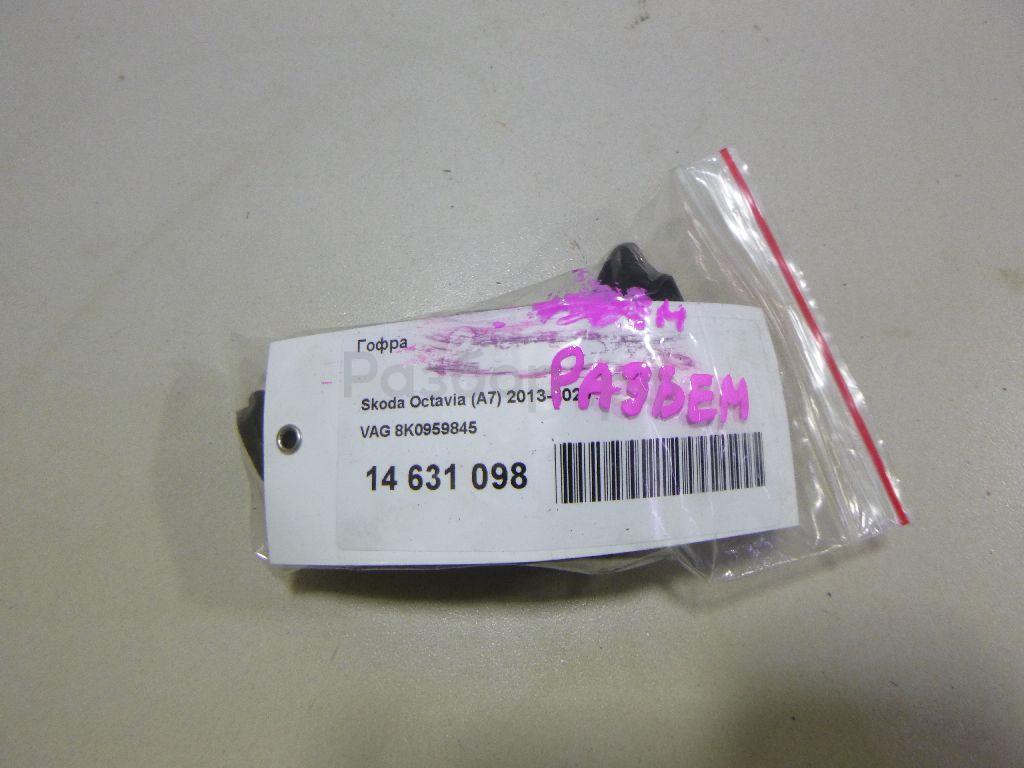 Гофра
Skoda Octavia (A7) 2013-
РАЗЪЕМ
VAG 8K0959845
14 631 098